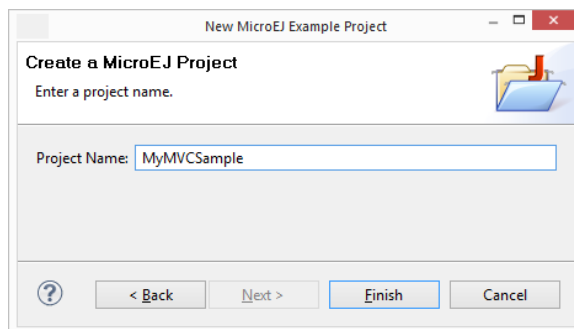 New MicroEJ Example Project
Create a MicroEJ Project
Enter a project name.
Project Name: MyMVCSample
< Back Next > Finish Cancel